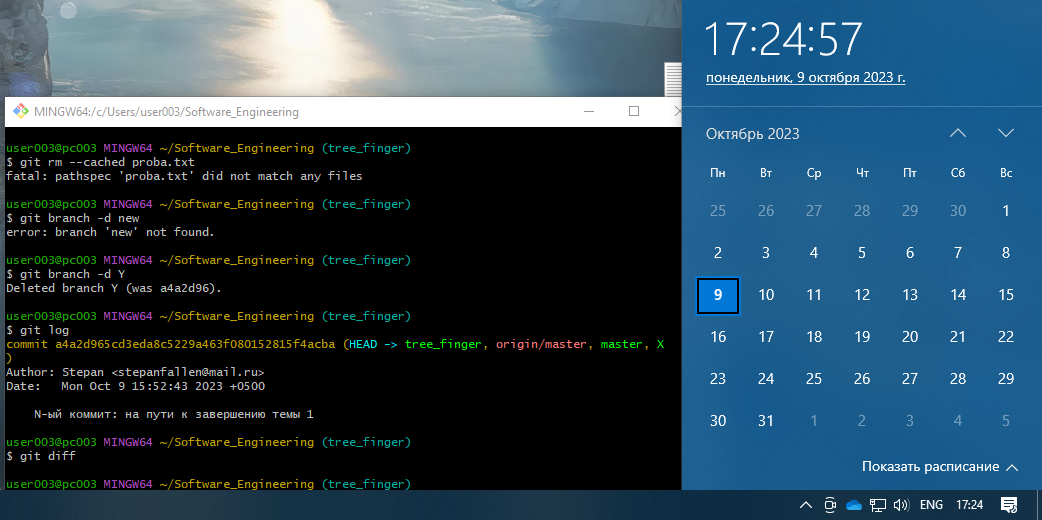 MINGW64:/c/Users/user003/Software_Engineering
user003@pc003 MINGW64 ~/Software_Engineering (tree_finger)
$ git rm --cached proba.txt
fatal: pathspec 'proba.txt' did not match any files
user003@pc003 MINGW64 ~/Software_Engineering (tree_finger)
$ git branch -d new
error: branch 'new' not found.
user003@pc003 MINGW64 ~/Software_Engineering (tree_finger)
$ git branch -d Y
Deleted branch Y (was a4a2d96).
user003@pc003 MINGW64 ~/Software_Engineering (tree_finger)
$ git log
commit a4a2d965cd3eda8c5229a463f080152815f4acba (HEAD -> tree_finger, origin/master, master, X
)
Author: Stepan <stepanfallen@mail.ru>
Date:   Mon Oct 9 15:52:43 2023 +0500
N-ый коммит: на пути к завершению темы 1
user003@pc003 MINGW64 ~/Software_Engineering (tree_finger)
$ git diff
user003@pc003 MINGW64 ~/Software_Engineering (tree_finger)
17:24:57
понедельник, 9 октября 2023 г.
Октябрь 2023
Пн Вт Ср Чт Пт Сб Вс
25 26 27 28 29 30 1
2 3 4 5 6 7 8
9 10 11 12 13 14 15
16 17 18 19 20 21 22
23 24 25 26 27 28 29
30 31 1 2 3 4 5
Показать расписание
ENG 17:24